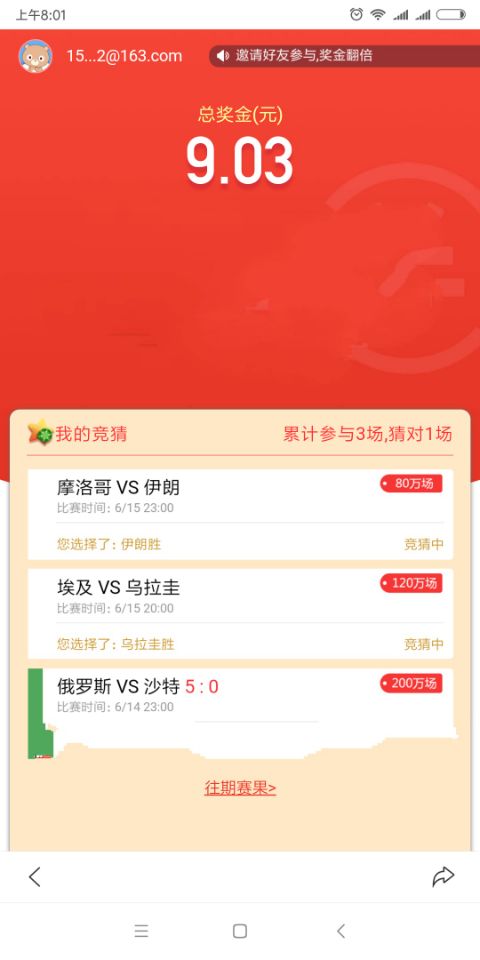 上午8:01
15...2@163.com
邀请好友参与,奖金翻倍
总奖金(元)
9.03
我的竞猜
累计参与3场,猜对1场
摩洛哥 VS 伊朗
80万场
比赛时间: 6/15 23:00
您选择了: 伊朗胜
竞猜中
埃及 VS 乌拉圭
120万场
比赛时间: 6/15 20:00
您选择了: 乌拉圭胜
竞猜中
俄罗斯 VS 沙特 5 : 0
200万场
比赛时间: 6/14 23:00
往期赛果>